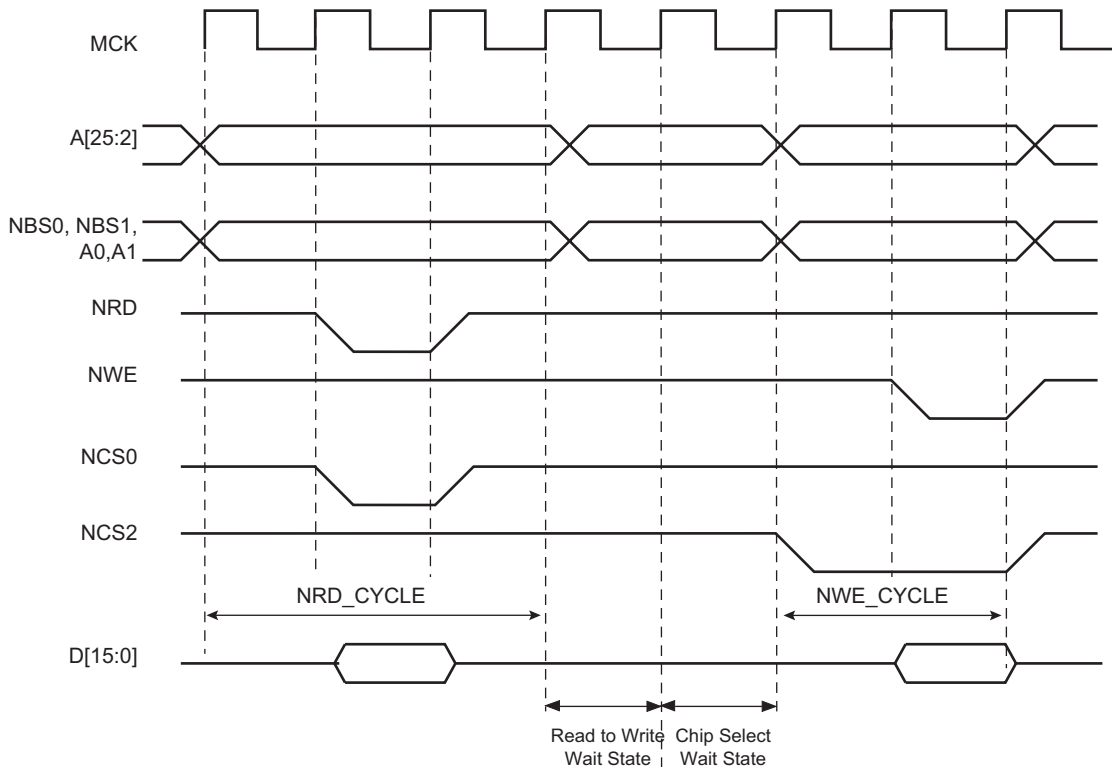 MCK
A[25:2]
NBS0, NBS1,
A0,A1
NRD
NWE
NCS0
NCS2
NRD_CYCLE
NWE_CYCLE
D[15:0]
Read to Write
Wait State
Chip Select
Wait State